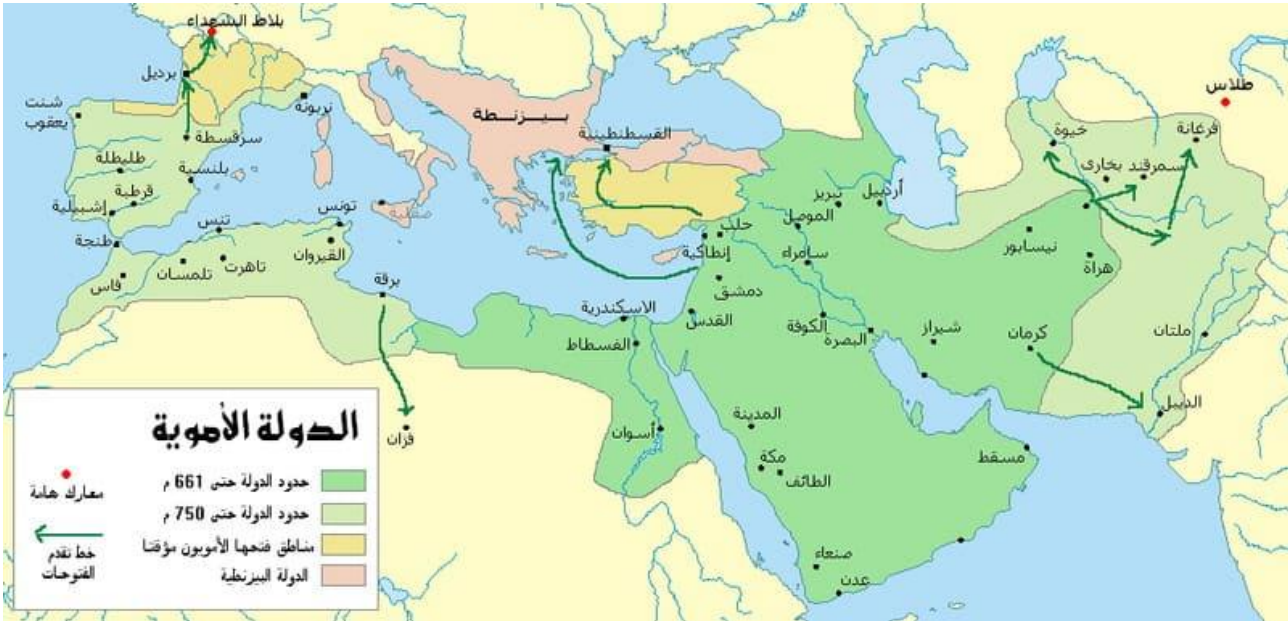 بلاط الشهداء
برديل
نربونة
شنت
يعقوب
سرقسطة
طليطلة
بلنسية
قرطبة
إشبيلية
طنجة
تنس
تونس
القيروان
تاهرت
تلمسان
فاس
برقة
فزان
صقلية
بـيـزنـطة
القسطنطينية
طلاس
فرغانة
خيوة
بخارى
سمرقند
أردبيل
تبريز
الموصل
حلب
إنطاكية
سامراء
دمشق
القدس
الكوفة
البصرة
نيسابور
هراة
شيراز
كرمان
ملتان
الديبل
الاسكندرية
الفسطاط
أسوان
المدينة
مكة
الطائف
مسقط
صنعاء
عدن
الدولة الأموية
حدود الدولة حتى 661 م
حدود الدولة حتى 750 م
مناطق فتحها الأمويون مؤقتا
الدولة البيزنطية
معارك هامة
خط تقدم
الفتوحات